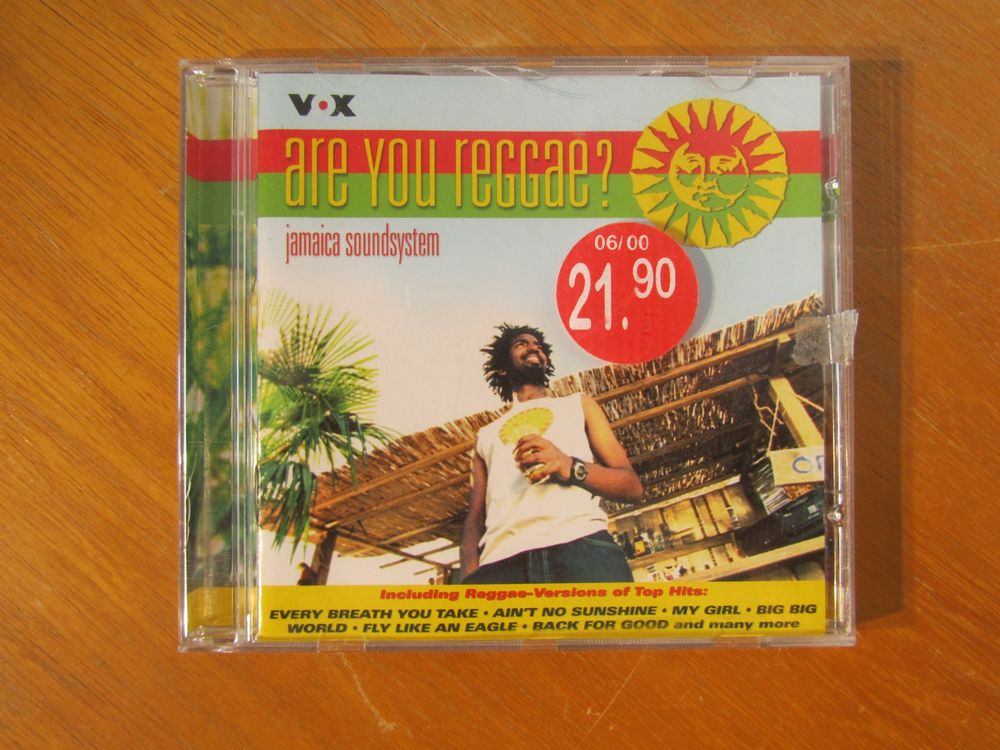 VOX
are YOU reGGae?
jamaica soundsystem
06/00
21.90
Including Reggae-Versions of Top Hits:
EVERY BREATH YOU TAKE • AIN'T NO SUNSHINE • MY GIRL • BIG BIG
WORLD • FLY LIKE AN EAGLE • BACK FOR GOOD and many more